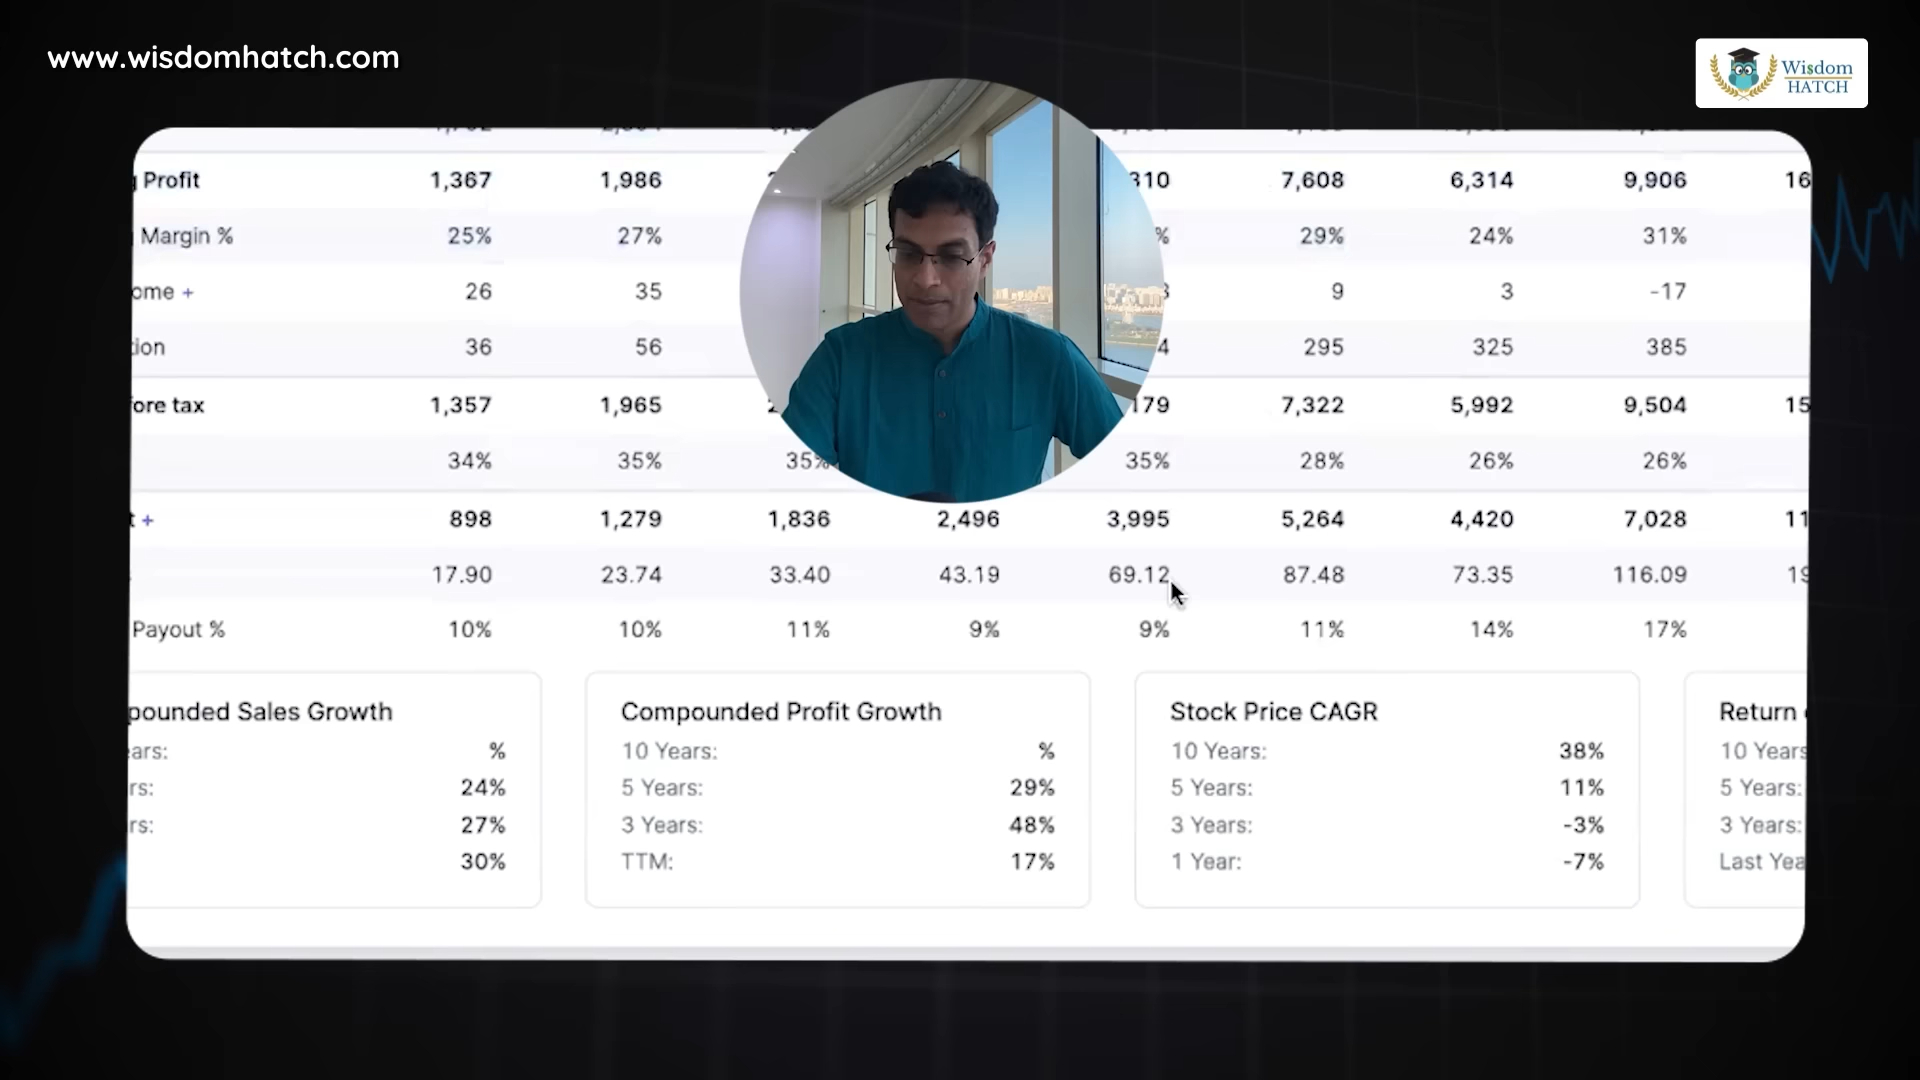 www.wisdomhatch.com
Wisdom
HATCH
Profit 1,367 1,986 310 7,608 6,314 9,906 16
Margin % 25% 27% % 29% 24% 31%
ome + 26 35 9 3 -17
tion 36 56 4 295 325 385
fore tax 1,357 1,965 179 7,322 5,992 9,504 15
34% 35% 35% 35% 28% 26% 26%
t + 898 1,279 1,836 2,496 3,995 5,264 4,420 7,028 11
17.90 23.74 33.40 43.19 69.12 87.48 73.35 116.09 19
Payout % 10% 10% 11% 9% 9% 11% 14% 17%
pounded Sales Growth
ears: %
rs: 24%
rs: 27%
30%
Compounded Profit Growth
10 Years: %
5 Years: 29%
3 Years: 48%
TTM: 17%
Stock Price CAGR
10 Years: 38%
5 Years: 11%
3 Years: -3%
1 Year: -7%
Return
10 Years
5 Years:
3 Years:
Last Yea